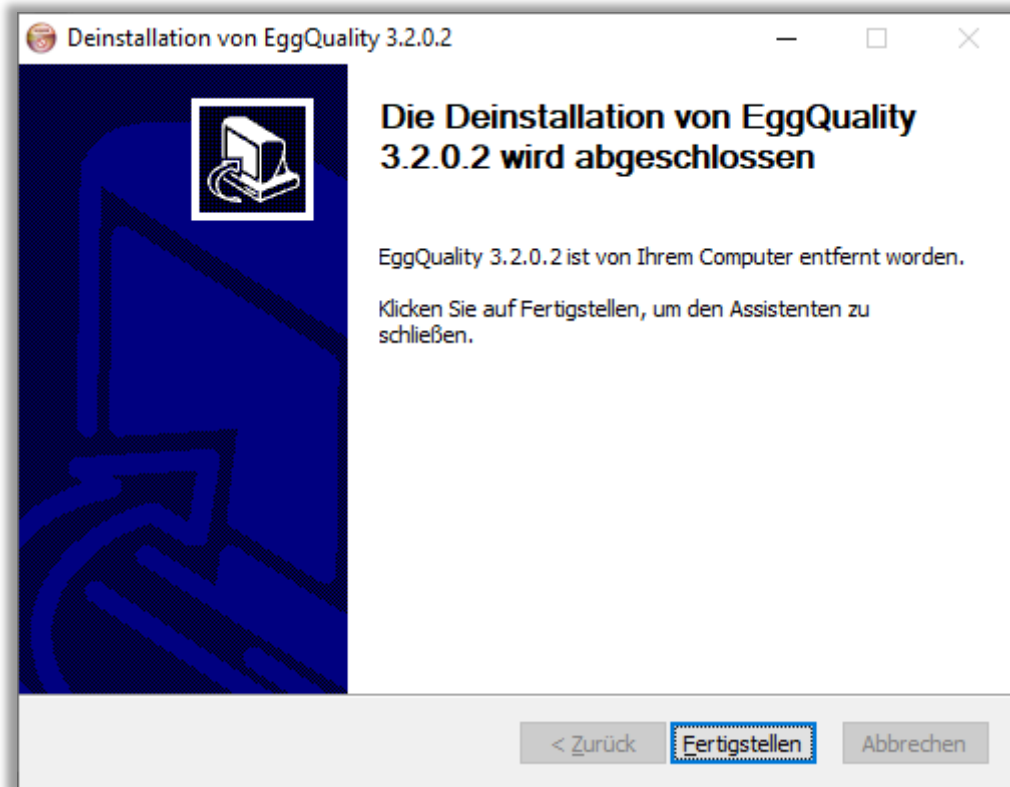 Deinstallation von EggQuality 3.2.0.2
Die Deinstallation von EggQuality
3.2.0.2 wird abgeschlossen
EggQuality 3.2.0.2 ist von Ihrem Computer entfernt worden.
Klicken Sie auf Fertigstellen, um den Assistenten zu
schließen.
< Zurück Fertigstellen Abbrechen